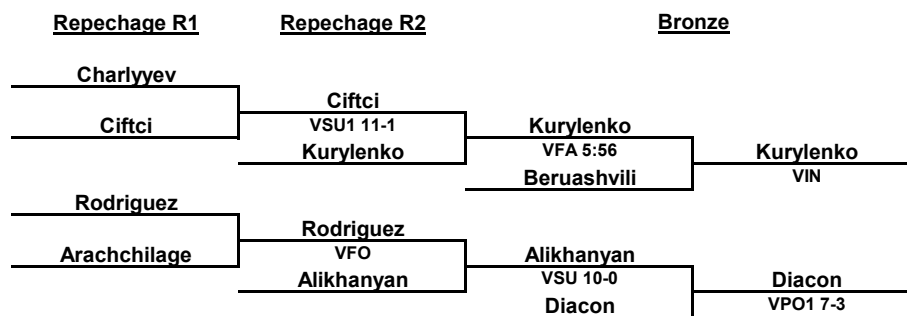 Repechage R1
Repechage R2
Bronze
Charlyyev
Ciftci
Ciftci
VSU1 11-1
Kurylenko
Kurylenko
VFA 5:56
Beruashvili
Kurylenko
VIN
Rodriguez
Arachchilage
Rodriguez
VFO
Alikhanyan
Alikhanyan
VSU 10-0
Diacon
Diacon
VPO1 7-3